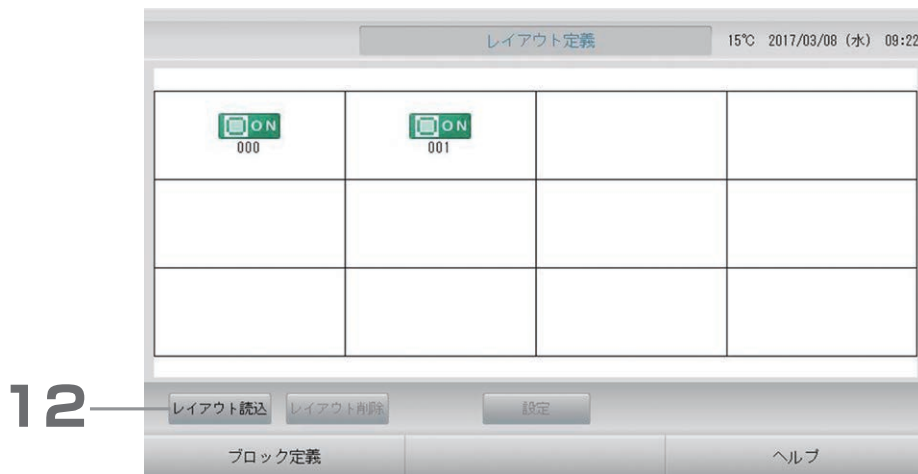 レイアウト定義 15℃ 2017/03/08 (水) 09:22
ON ON
000 001
12 レイアウト読込 レイアウト削除 設定
ブロック定義 ヘルプ